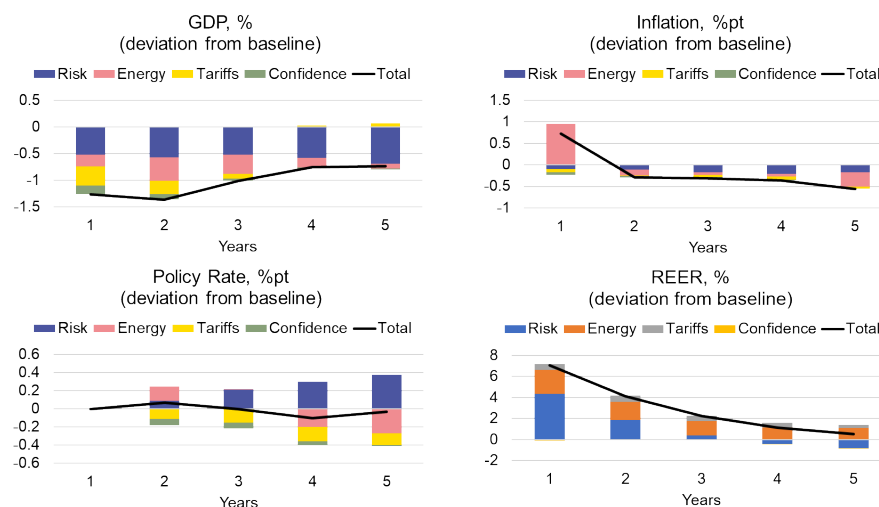 GDP, %
(deviation from baseline)
Risk Energy Tariffs Confidence Total
0.5
0
-0.5
-1
-1.5
1 2 3 4 5
Years
Inflation, %pt
(deviation from baseline)
Risk Energy Tariffs Confidence Total
1.5
1
0.5
0
-0.5
-1
1 2 3 4 5
Years
Policy Rate, %pt
(deviation from baseline)
Risk Energy Tariffs Confidence Total
0.6
0.4
0.2
0
-0.2
-0.4
-0.6
1 2 3 4 5
Years
REER, %
(deviation from baseline)
Risk Energy Tariffs Confidence Total
8
6
4
2
0
-2
1 2 3 4 5
Years